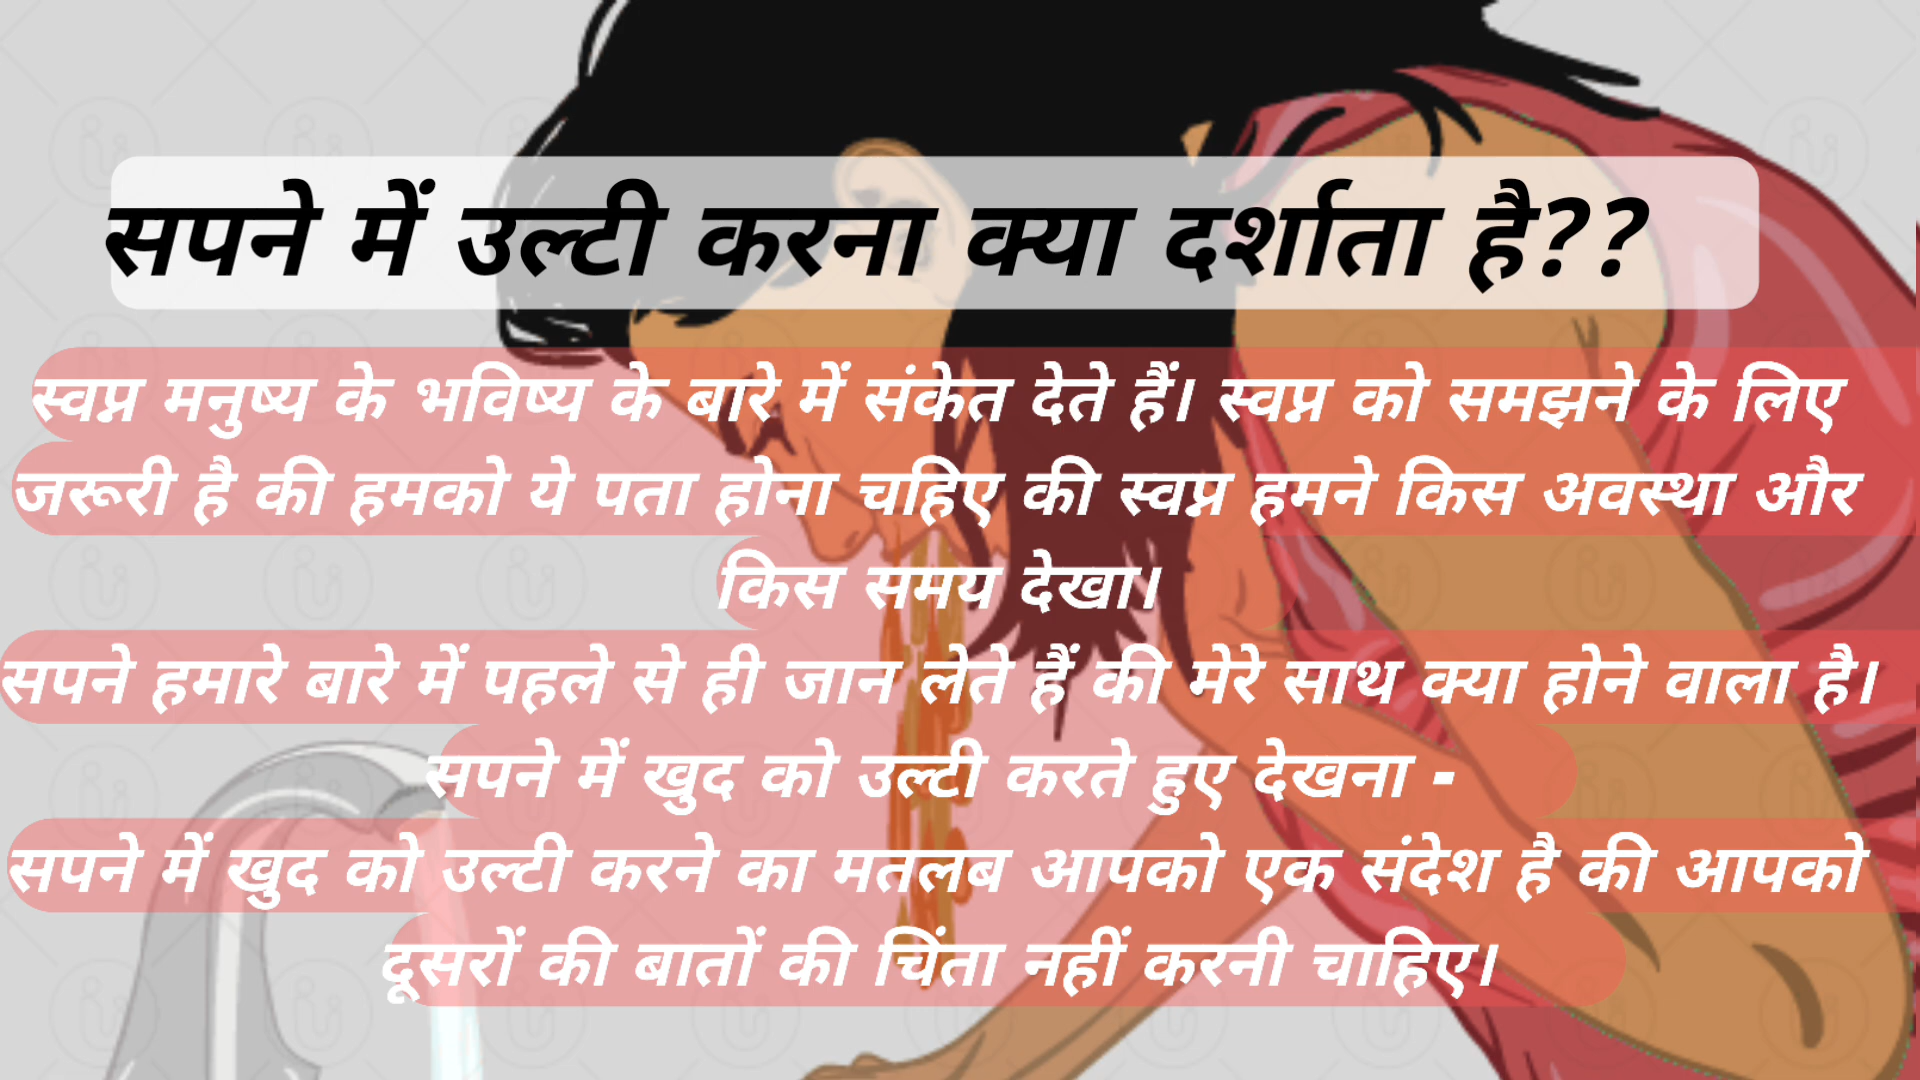 सपने में उल्टी करना क्या दर्शाता है??
स्वप्न मनुष्य के भविष्य के बारे में संकेत देते हैं। स्वप्न को समझने के लिए
जरूरी है की हमको ये पता होना चहिए की स्वप्न हमने किस अवस्था और
किस समय देखा।
सपने हमारे बारे में पहले से ही जान लेते हैं की मेरे साथ क्या होने वाला है।
सपने में खुद को उल्टी करते हुए देखना -
सपने में खुद को उल्टी करने का मतलब आपको एक संदेश है की आपको
दूसरों की बातों की चिंता नहीं करनी चाहिए।